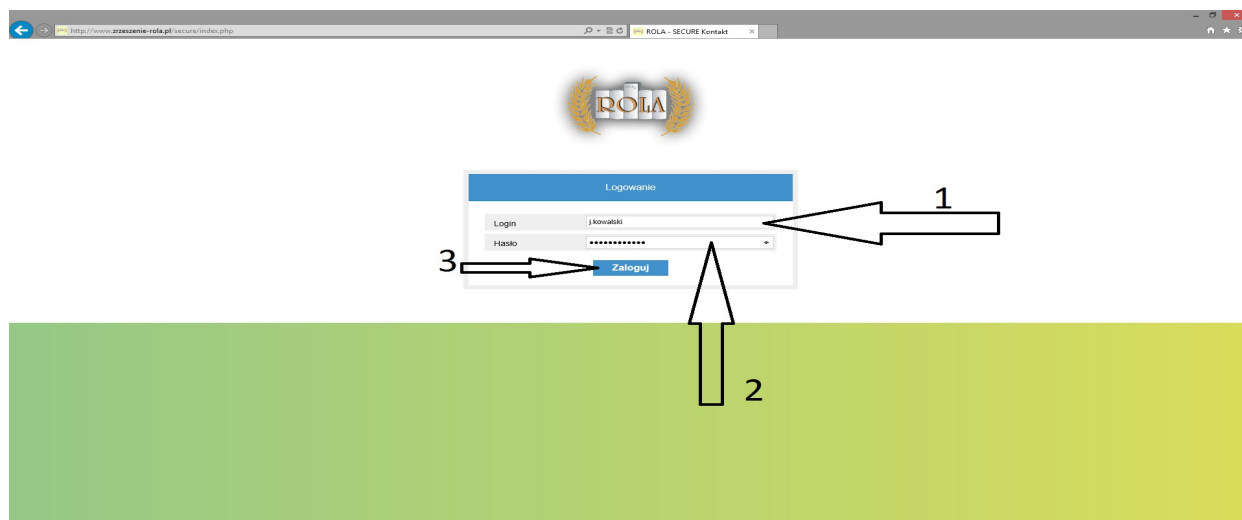 http://www.zrzeszenie-rola.pl/secure/index.php
ROLA - SECURE Kontakt
ROLA
Logowanie
1
Login
j.kowalski
Hasło
••••••••••••
3
Zaloguj
2